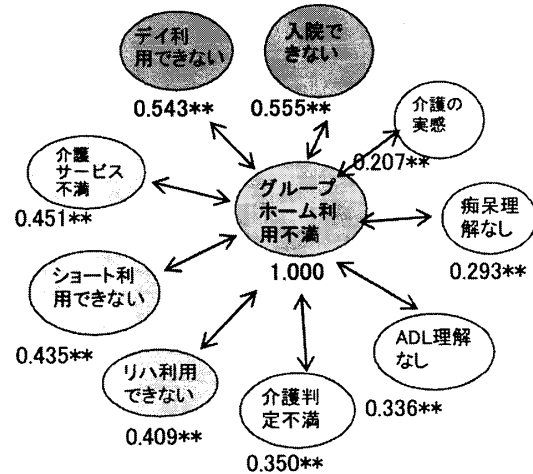 デイ利
用できない
0.543**
入院で
きない
0.555**
介護の
実感
0.207**
介護
サービス
不満
0.451**
グループ
ホーム利
用不満
1.000
痴呆理
解なし
0.293**
ショート利
用できない
0.435**
ADL理解
なし
0.336**
リハ利用
できない
0.409**
介護判
定不満
0.350**